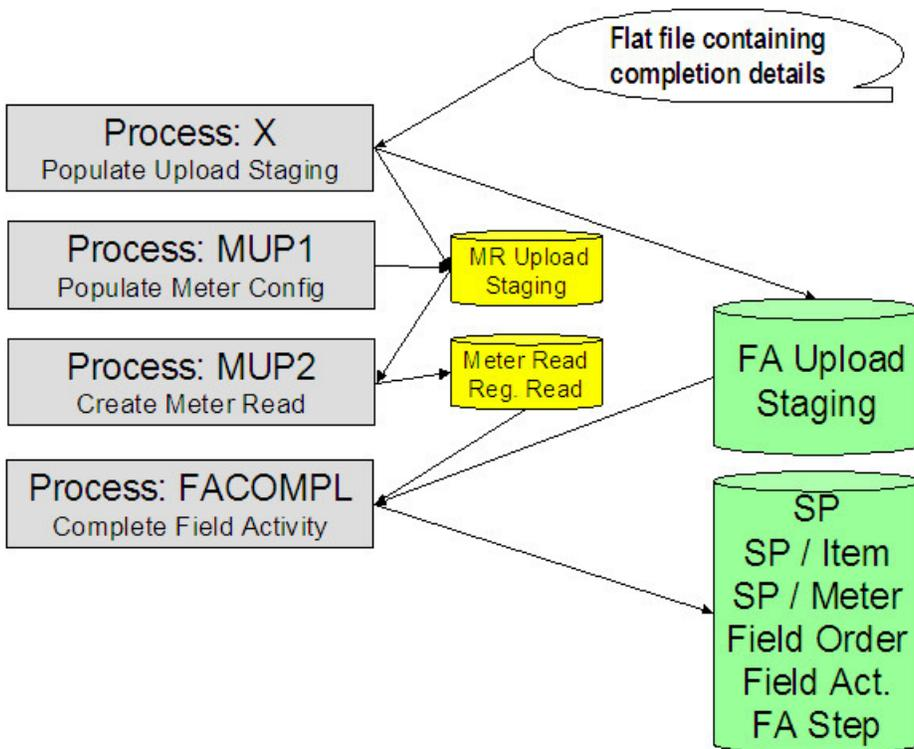 Flat file containing
completion details
Process: X
Populate Upload Staging
Process: MUP1
Populate Meter Config
MR Upload
Staging
Process: MUP2
Create Meter Read
Meter Read
Reg. Read
FA Upload
Staging
Process: FACOMPL
Complete Field Activity
SP
SP / Item
SP / Meter
Field Order
Field Act.
FA Step